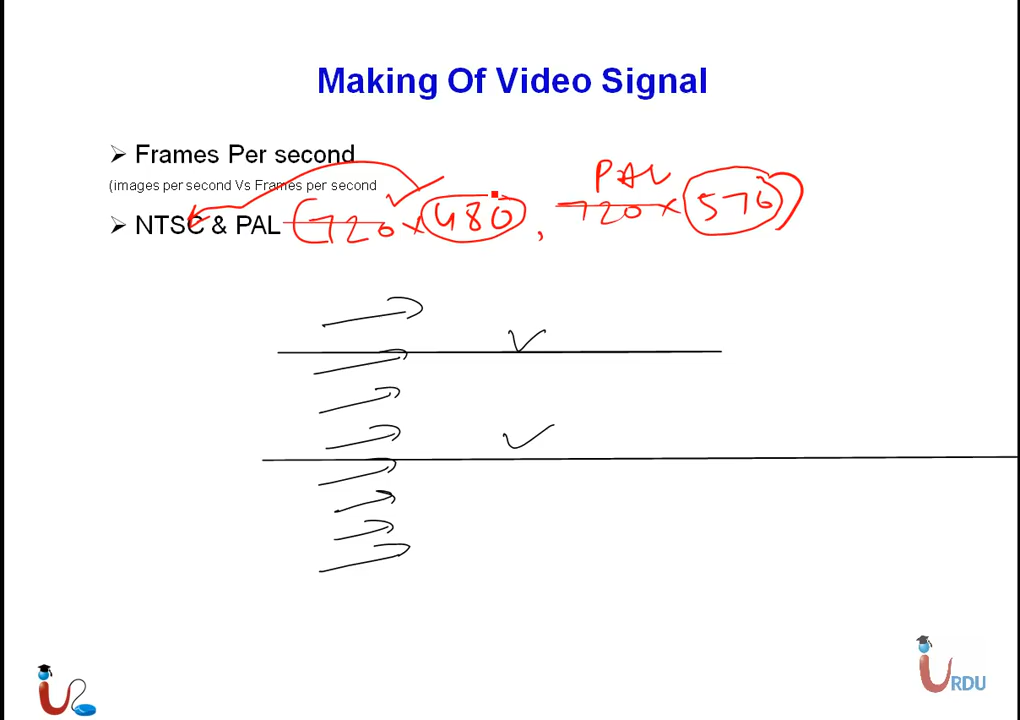 Making Of Video Signal
➢ Frames Per second
(images per second Vs Frames per second
PAL
➢ NTSC & PAL (720 x 480, 720 x 576)
URDU